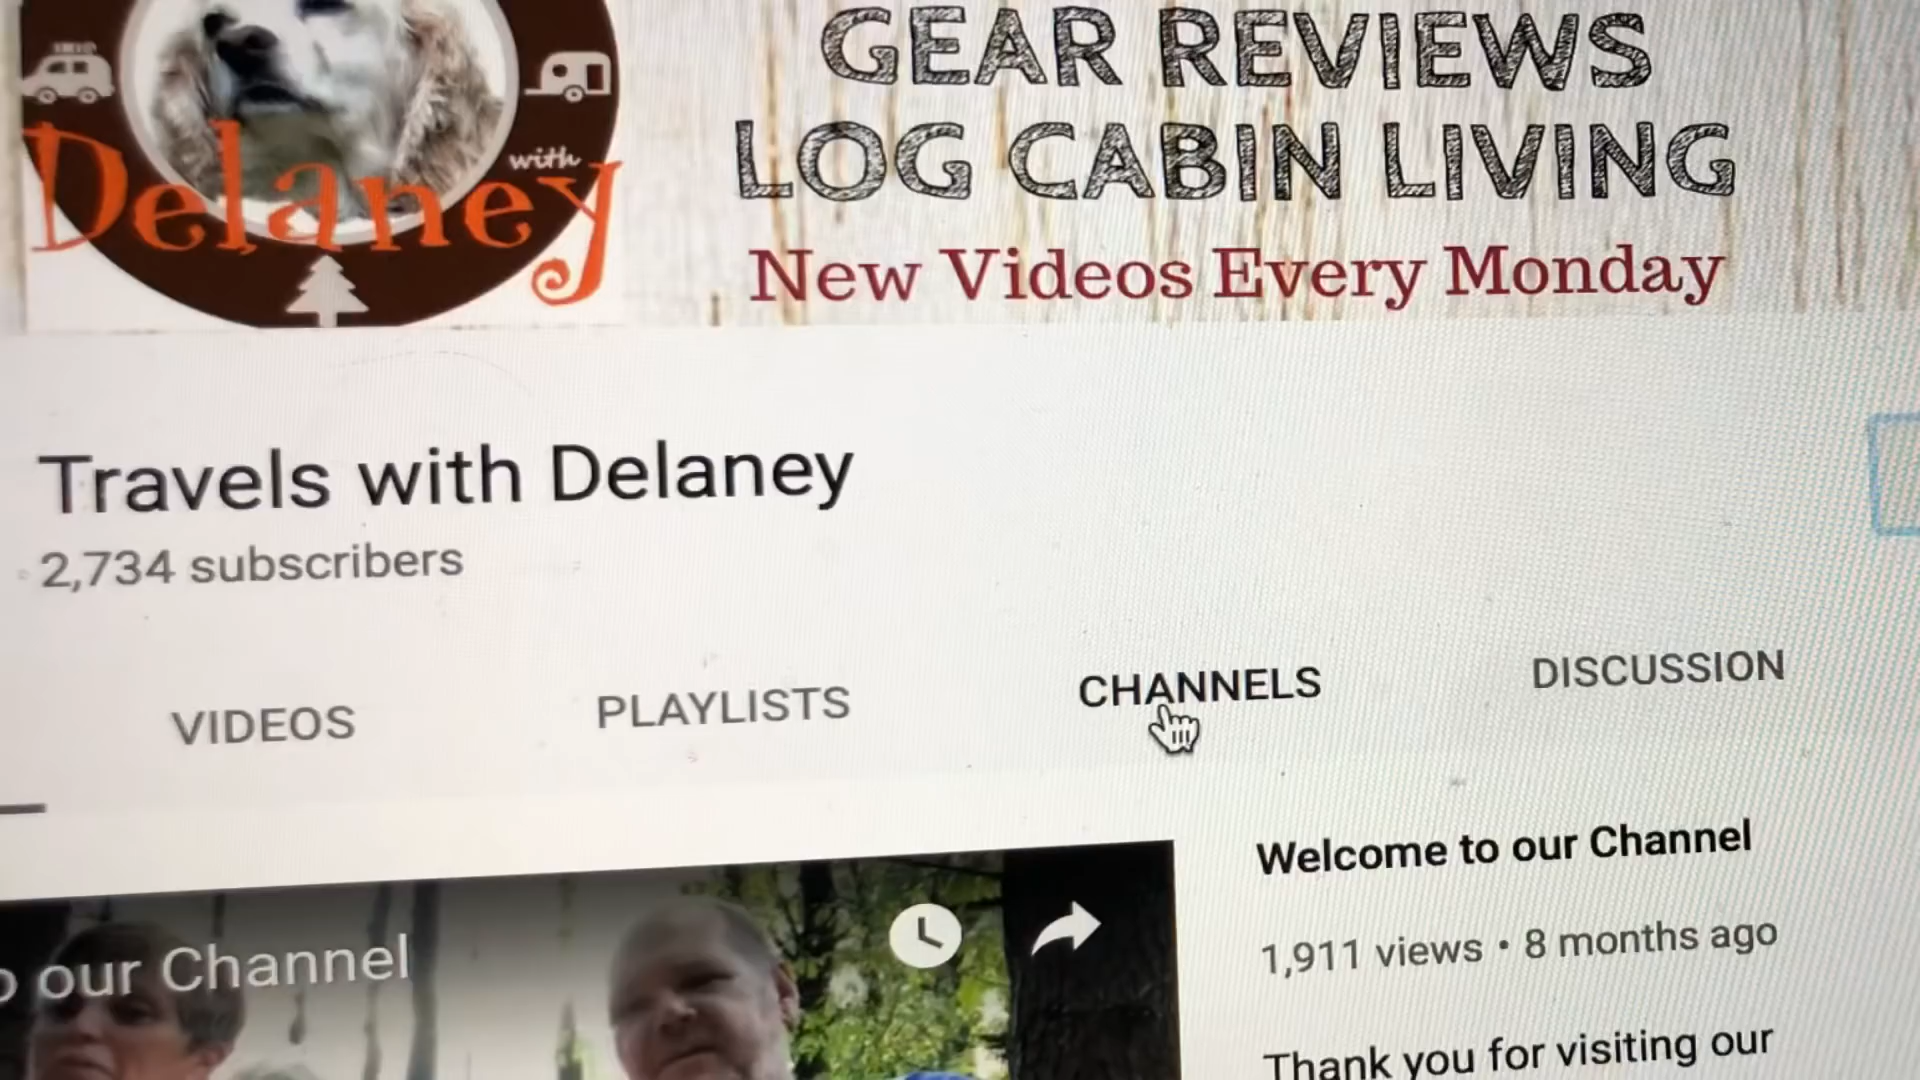 GEAR REVIEWS
LOG CABIN LIVING
with
Delaney
New Videos Every Monday
Travels with Delaney
2,734 subscribers
VIDEOS
PLAYLISTS
CHANNELS
DISCUSSION
Welcome to our Channel
our Channel
1,911 views • 8 months ago
Thank you for visiting our